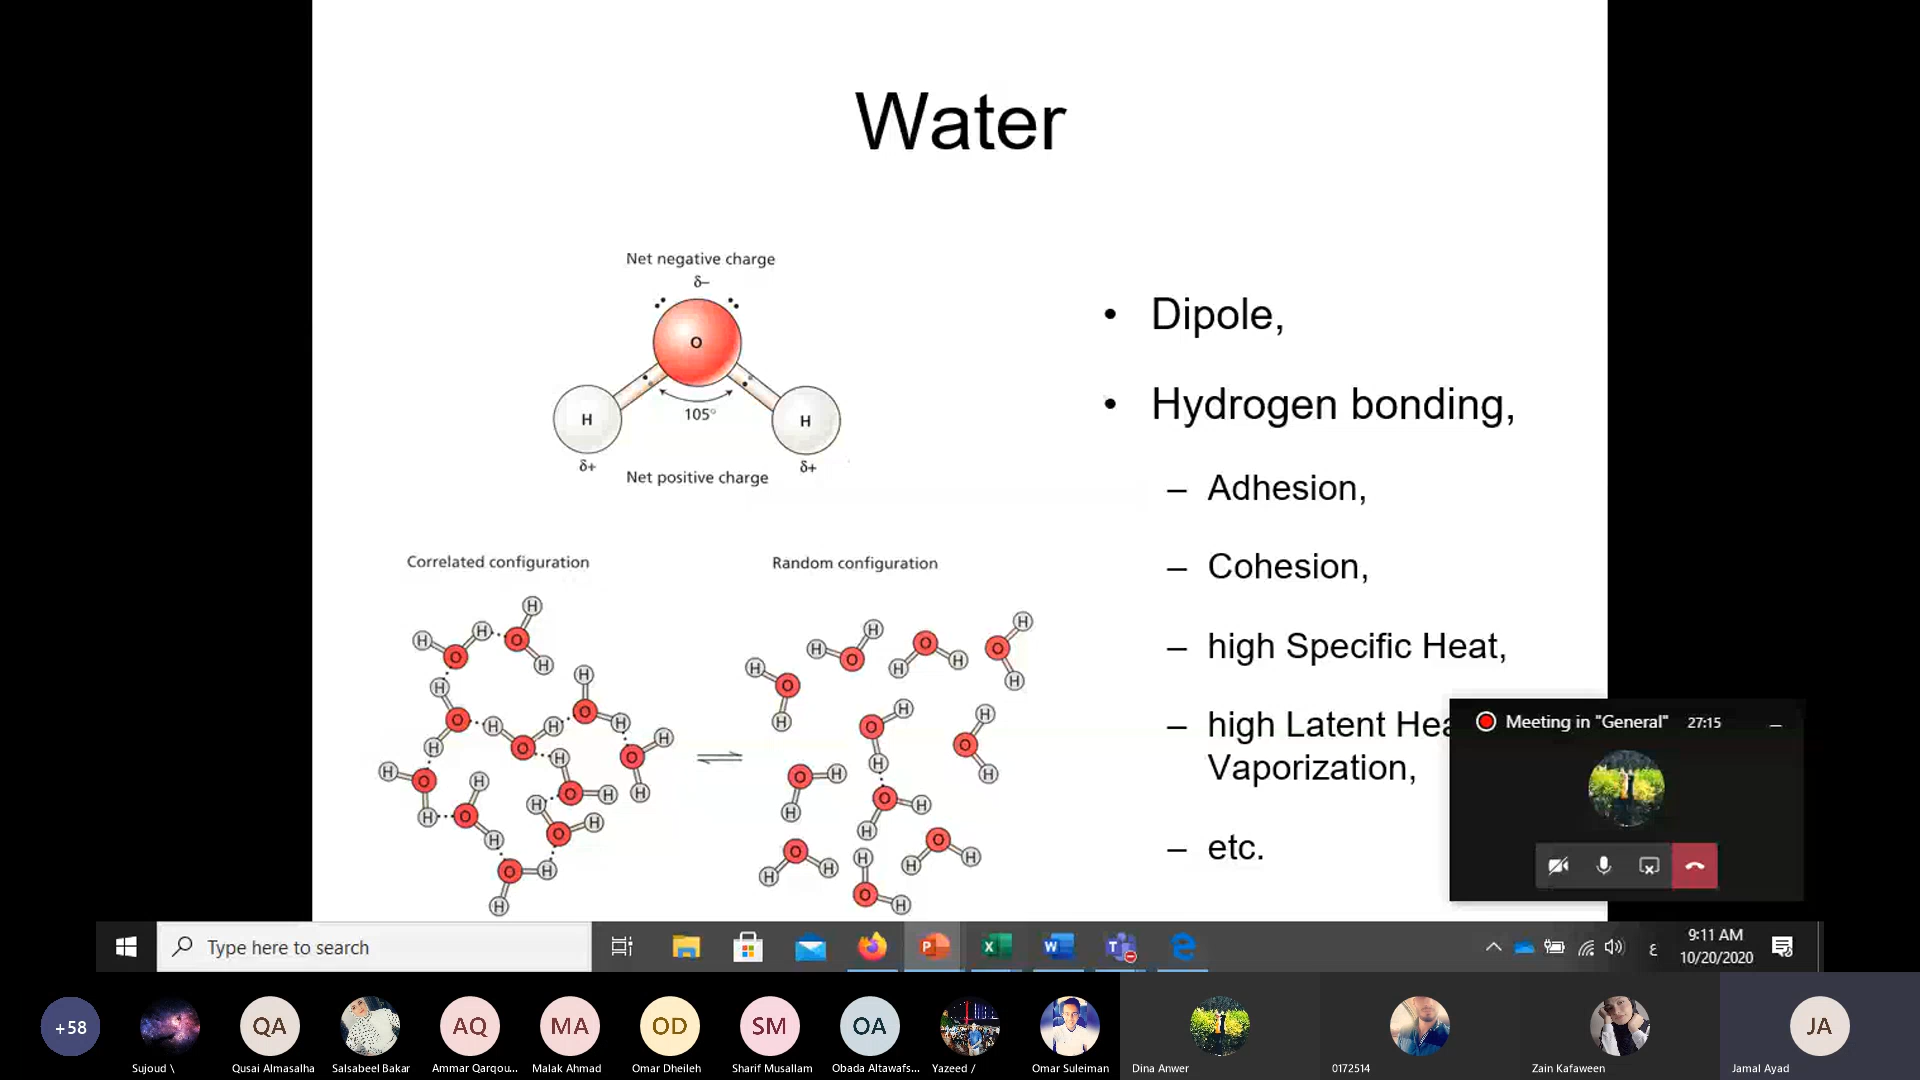 Water
Net negative charge
δ–
O
H
H
105°
δ+
δ+
Net positive charge
• Dipole,
• Hydrogen bonding,
– Adhesion,
– Cohesion,
– high Specific Heat,
– high Latent Hea
Vaporization,
– etc.
Correlated configuration
Random configuration
Meeting in "General" 27:15
Type here to search
ع
9:11 AM
10/20/2020
+58
QA
AQ
MA
OD
SM
OA
JA
Sujoud \
Qusai Almasalha
Salsabeel Bakar
Ammar Qarqou...
Malak Ahmad
Omar Dheileh
Sharif Musallam
Obada Altawafs...
Yazeed /
Omar Suleiman
Dina Anwer
0172514
Zain Kafaween
Jamal Ayad